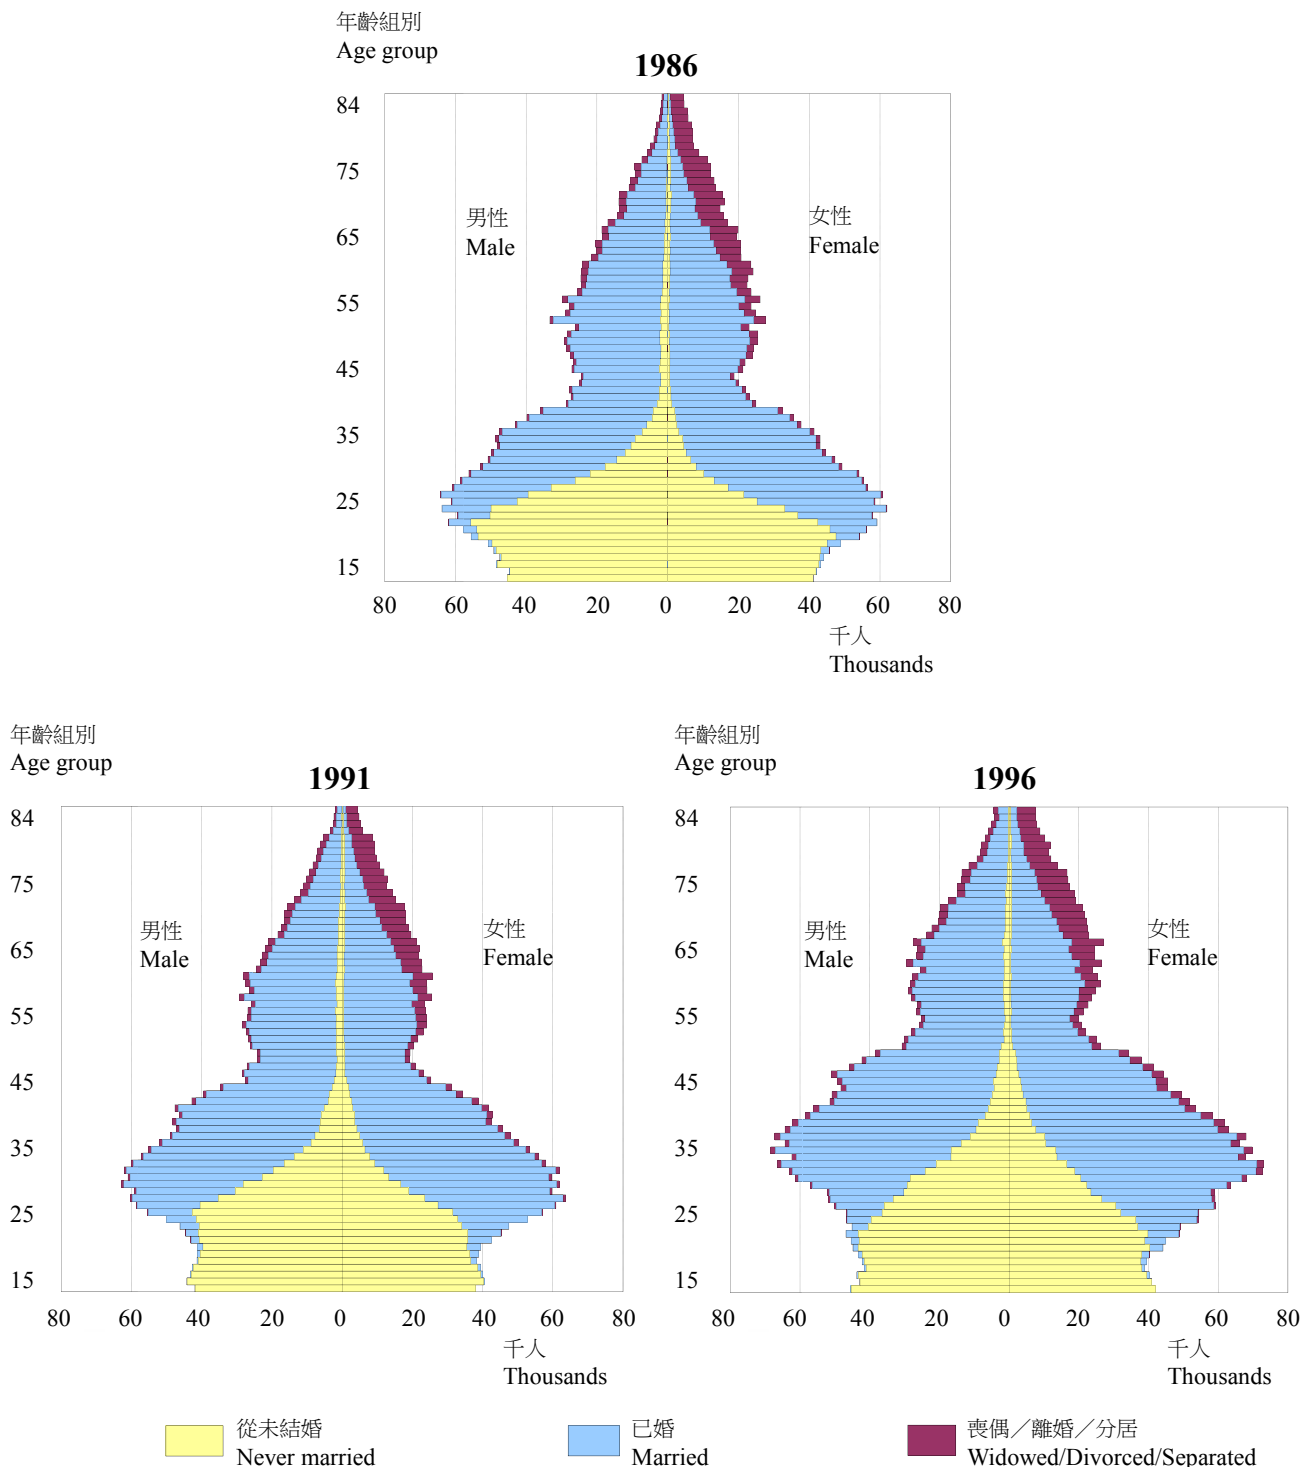 年齡組別
Age group
1986
84
75
65
55
45
35
25
15
男性
Male
女性
Female
80 60 40 20 0 20 40 60 80
千人
Thousands
年齡組別
Age group
1991
84
75
65
55
45
35
25
15
男性
Male
女性
Female
80 60 40 20 0 20 40 60 80
千人
Thousands
年齡組別
Age group
1996
84
75
65
55
45
35
25
15
男性
Male
女性
Female
80 60 40 20 0 20 40 60 80
千人
Thousands
從未結婚
Never married
已婚
Married
喪偶／離婚／分居
Widowed/Divorced/Separated